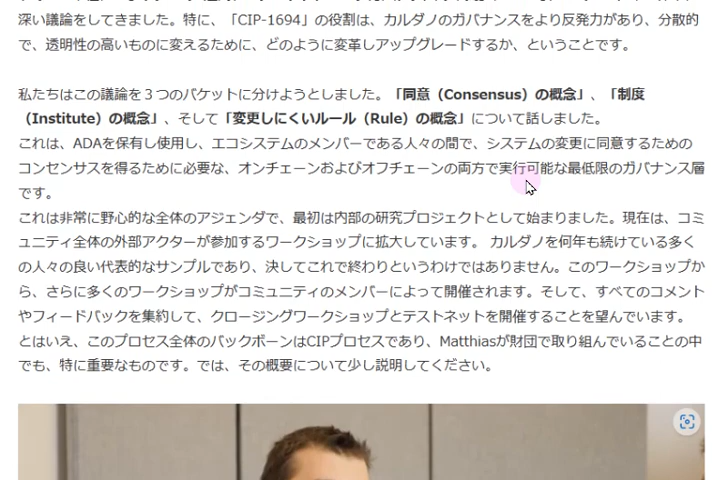 深い議論をしてきました。特に、「CIP-1694」の役割は、カルダノのガバナンスをより反発力があり、分散的
で、透明性の高いものに変えるために、どのように変革しアップグレードするか、ということです。
私たちはこの議論を３つのバケットに分けようとしました。「同意（Consensus）の概念」、「制度
（Institute）の概念」、そして「変更しにくいルール（Rule）の概念」について話しました。
これは、ADAを保有し使用し、エコシステムのメンバーである人々の間で、システムの変更に同意するための
コンセンサスを得るために必要な、オンチェーンおよびオフチェーンの両方で実行可能な最低限のガバナンス層
です。
これは非常に野心的な全体のアジェンダで、最初は内部の研究プロジェクトとして始まりました。現在は、コミ
ュニティ全体の外部アクターが参加するワークショップに拡大しています。 カルダノを何年も続けている多く
の人々の良い代表的なサンプルであり、決してこれで終わりというわけではありません。このワークショップか
ら、さらに多くのワークショップがコミュニティのメンバーによって開催されます。そして、すべてのコメント
やフィードバックを集約して、クロージングワークショップとテストネットを開催することを望んでいます。
とはいえ、このプロセス全体のバックボーンはCIPプロセスであり、Matthiasが財団で取り組んでいることの中
でも、特に重要なものです。では、その概要について少し説明してください。